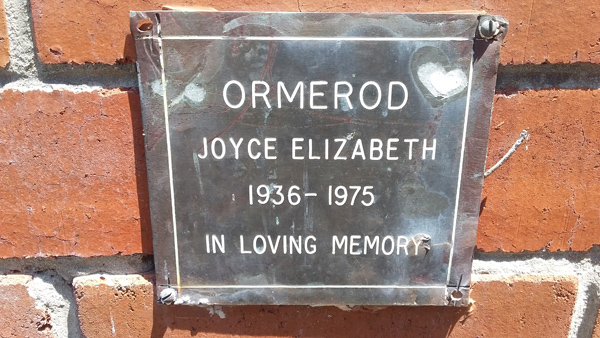 ORMEROD
JOYCE ELIZABETH
1936-1975
IN LOVING MEMORY